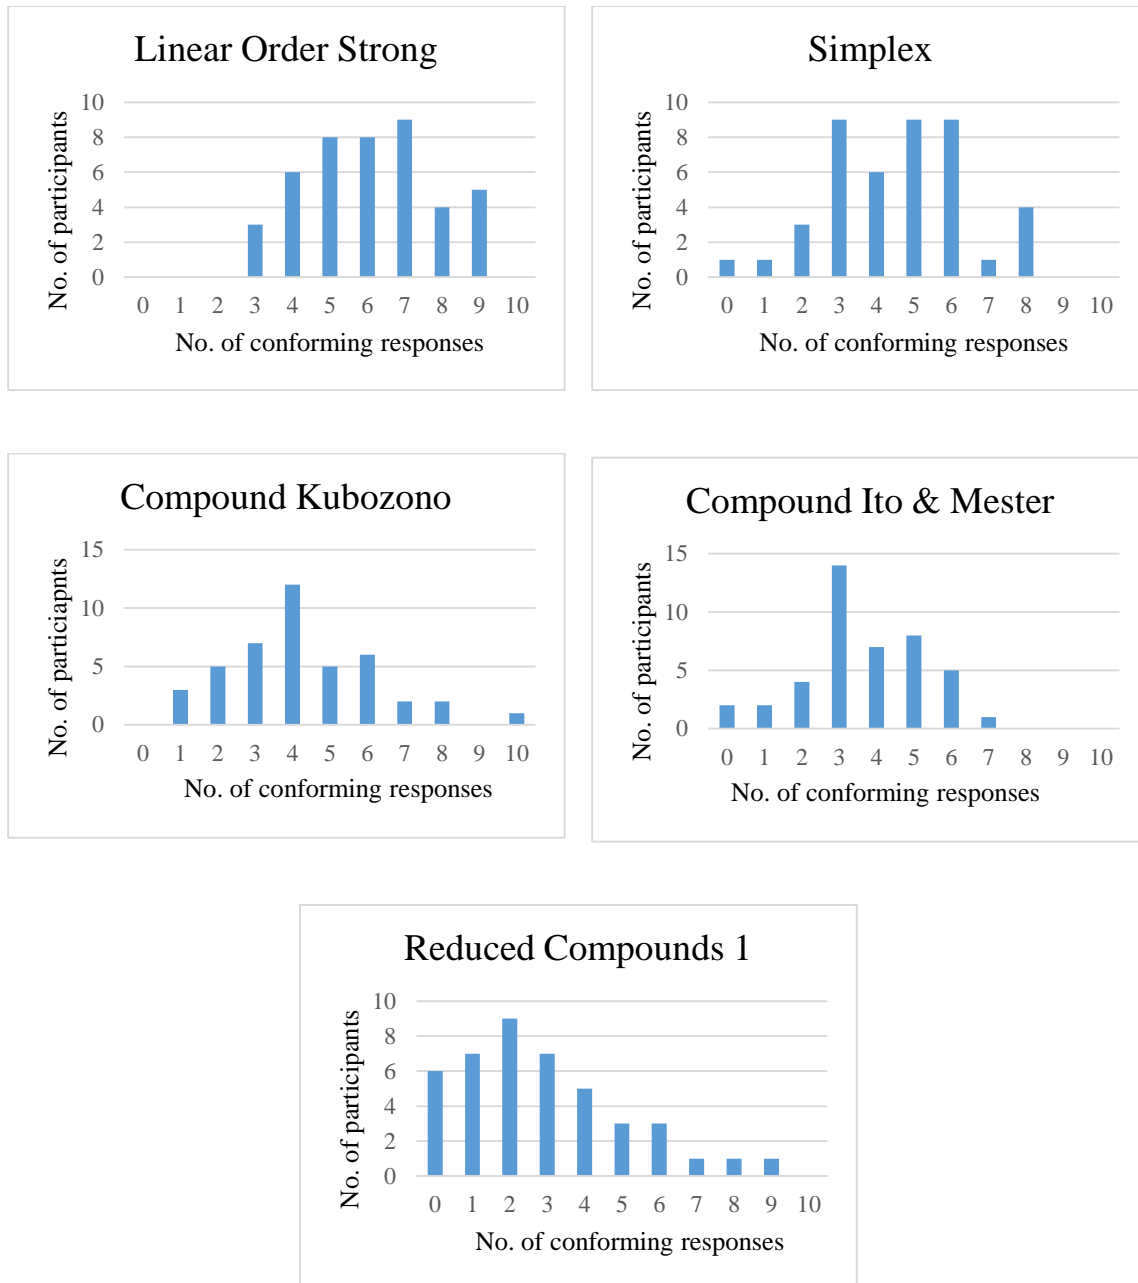 Linear Order Strong
No. of participants
10
8
6
4
2
0
0 1 2 3 4 5 6 7 8 9 10
No. of conforming responses
Simplex
No. of participants
10
8
6
4
2
0
0 1 2 3 4 5 6 7 8 9 10
No. of conforming responses
Compound Kubozono
No. of particiapnts
15
10
5
0
0 1 2 3 4 5 6 7 8 9 10
No. of conforming responses
Compound Ito & Mester
No. of participants
15
10
5
0
0 1 2 3 4 5 6 7 8 9 10
No. of conforming responses
Reduced Compounds 1
No. of participants
10
8
6
4
2
0
0 1 2 3 4 5 6 7 8 9 10
No. of conforming responses